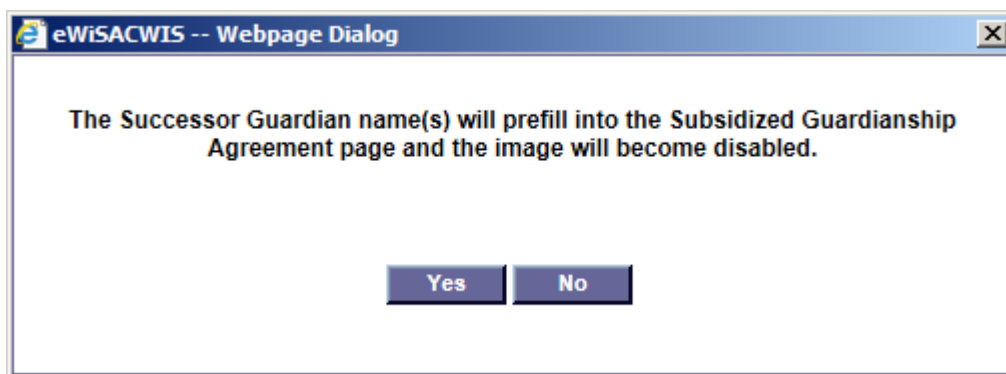 eWiSACWIS -- Webpage Dialog
The Successor Guardian name(s) will prefill into the Subsidized Guardianship
Agreement page and the image will become disabled.
Yes No